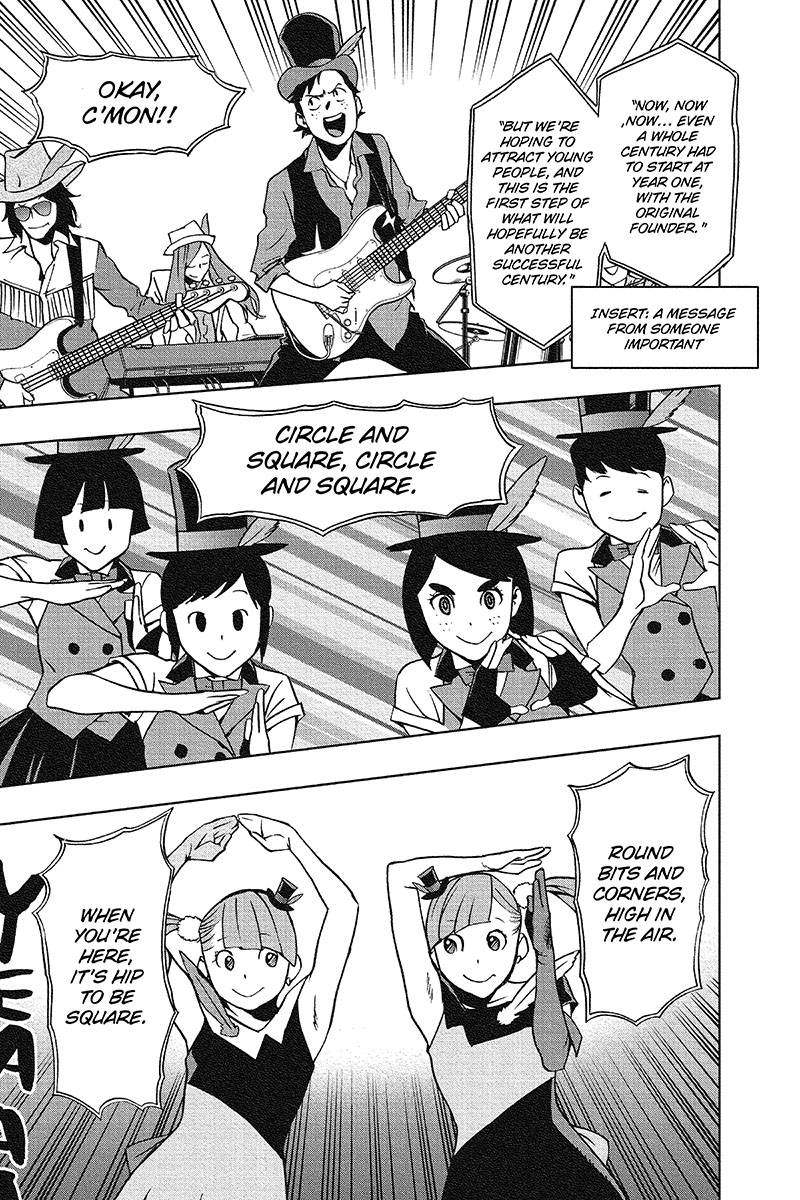 "NOW, NOW
,NOW... EVEN
A WHOLE
CENTURY HAD
TO START AT
YEAR ONE,
WITH THE
ORIGINAL
FOUNDER."
"BUT WE'RE
HOPING TO
ATTRACT YOUNG
PEOPLE, AND
THIS IS THE
FIRST STEP OF
WHAT WILL
HOPEFULLY BE
ANOTHER
SUCCESSFUL
CENTURY."
INSERT: A MESSAGE
FROM SOMEONE
IMPORTANT
OKAY,
C'MON!!
CIRCLE AND
SQUARE, CIRCLE
AND SQUARE.
ROUND
BITS AND
CORNERS,
HIGH IN
THE AIR.
WHEN
YOU'RE
HERE,
IT'S HIP
TO BE
SQUARE.
YEAAA